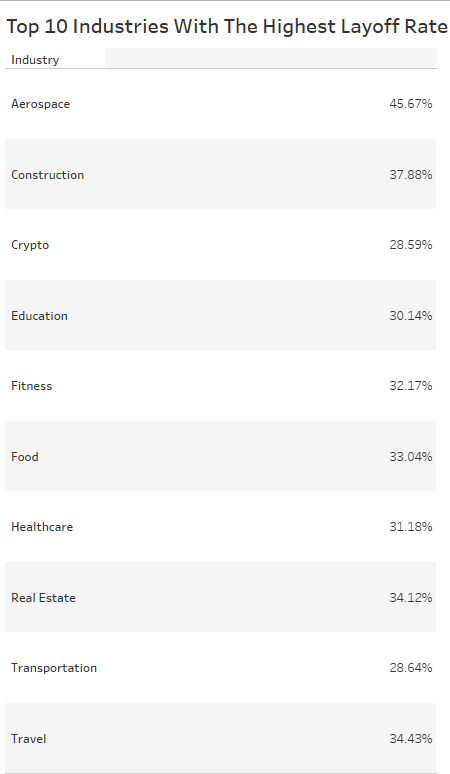 Top 10 Industries With The Highest Layoff Rate
Industry
Aerospace 45.67%
Construction 37.88%
Crypto 28.59%
Education 30.14%
Fitness 32.17%
Food 33.04%
Healthcare 31.18%
Real Estate 34.12%
Transportation 28.64%
Travel 34.43%